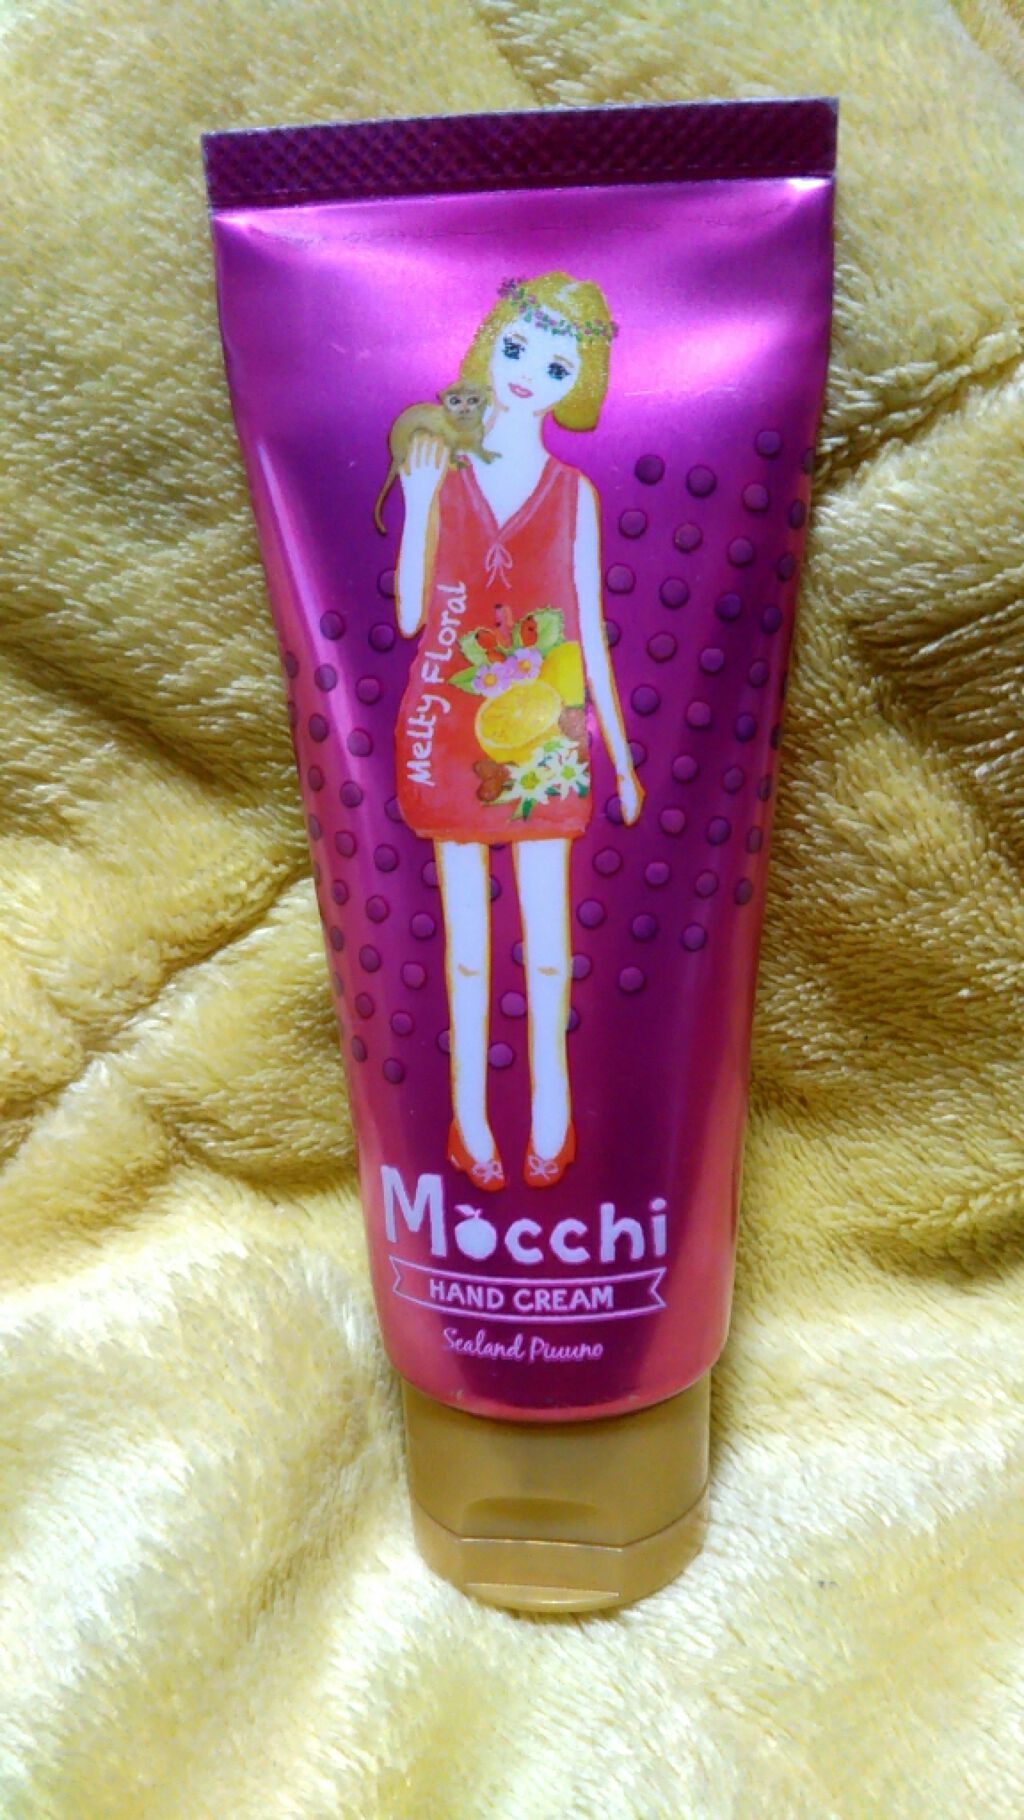 Melty Floral
Mocchi
HAND CREAM
Sealand Piuuno